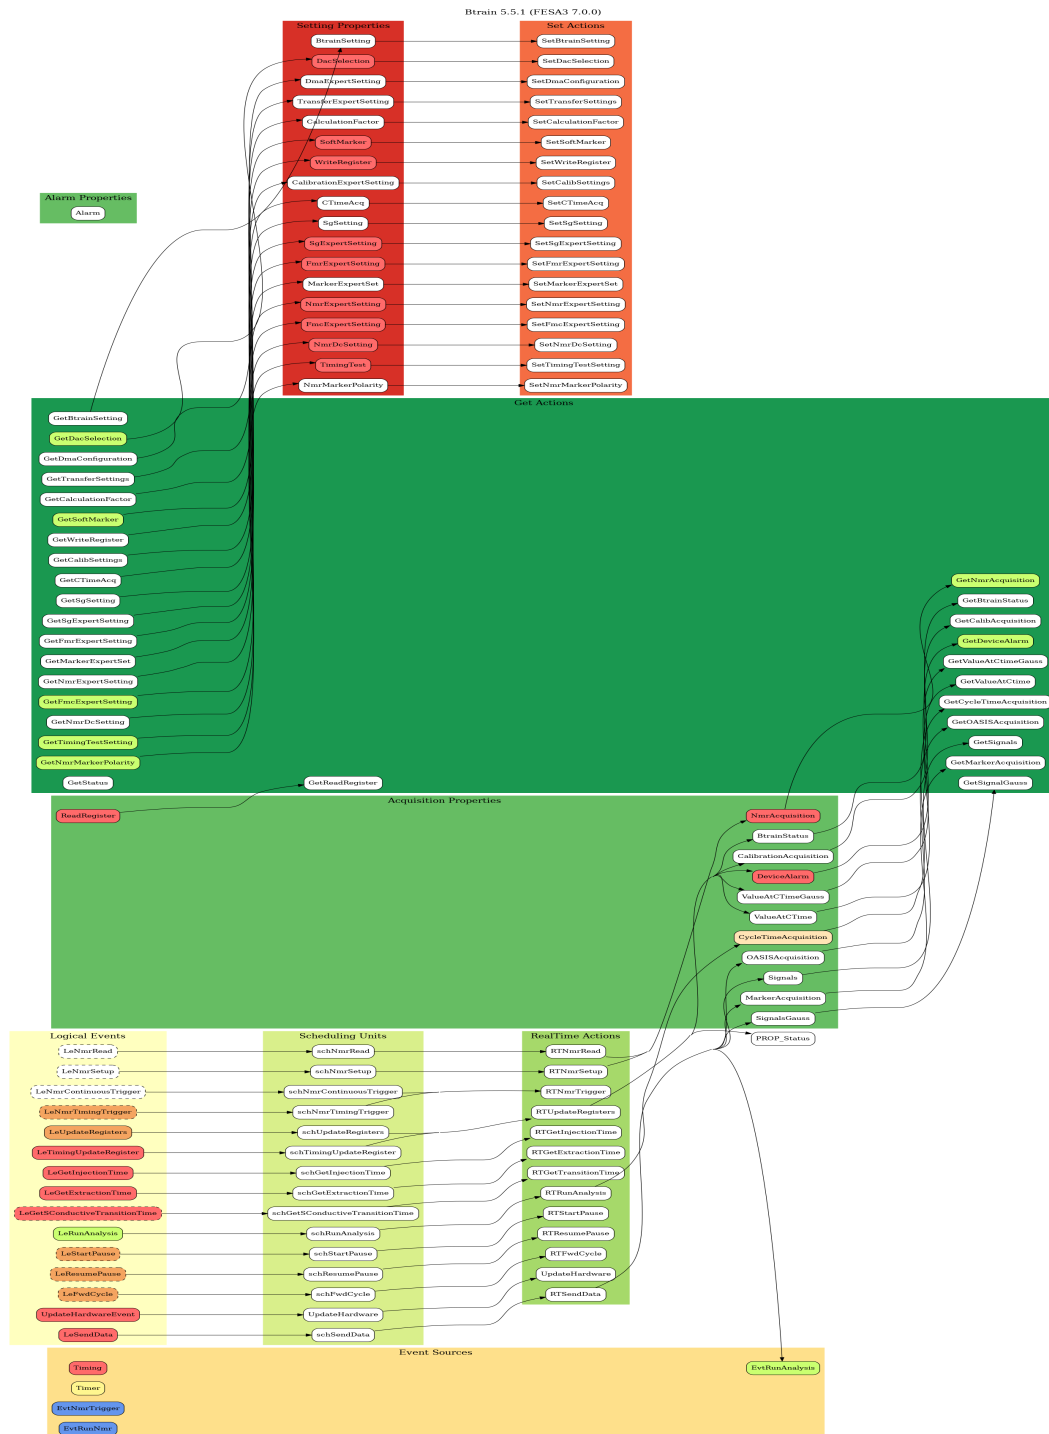 Btrain 5.5.1 (FESA3 7.0.0)
Setting Properties
BtrainSetting
DacSelection
DmaExpertSetting
TransferExpertSetting
CalculationFactor
SoftMarker
WriteRegister
CalibrationExpertSetting
CTimeAcq
SgSetting
SgExpertSetting
FmrExpertSetting
MarkerExpertSet
NmrExpertSetting
FmcExpertSetting
NmrDcSetting
TimingTest
NmrMarkerPolarity
Set Actions
SetBtrainSetting
SetDacSelection
SetDmaConfiguration
SetTransferSettings
SetCalculationFactor
SetSoftMarker
SetWriteRegister
SetCalibSettings
SetCTimeAcq
SetSgSetting
SetSgExpertSetting
SetFmrExpertSetting
SetMarkerExpertSet
SetNmrExpertSetting
SetFmcExpertSetting
SetNmrDcSetting
SetTimingTestSetting
SetNmrMarkerPolarity
Alarm Properties
Alarm
Get Actions
GetBtrainSetting
GetDacSelection
GetDmaConfiguration
GetTransferSettings
GetCalculationFactor
GetSoftMarker
GetWriteRegister
GetCalibSettings
GetCTimeAcq
GetSgSetting
GetSgExpertSetting
GetFmrExpertSetting
GetMarkerExpertSet
GetNmrExpertSetting
GetFmcExpertSetting
GetNmrDcSetting
GetTimingTestSetting
GetNmrMarkerPolarity
GetStatus
GetReadRegister
GetNmrAcquisition
GetBtrainStatus
GetCalibAcquisition
GetDeviceAlarm
GetValueAtCtimeGauss
GetValueAtCtime
GetCycleTimeAcquisition
GetOASISAcquisition
GetSignals
GetMarkerAcquisition
GetSignalGauss
Acquisition Properties
ReadRegister
NmrAcquisition
BtrainStatus
CalibrationAcquisition
DeviceAlarm
ValueAtCTimeGauss
ValueAtCTime
CycleTimeAcquisition
OASISAcquisition
Signals
MarkerAcquisition
SignalsGauss
PROP_Status
Logical Events
LeNmrRead
LeNmrSetup
LeNmrContinuousTrigger
LeNmrTimingTrigger
LeUpdateRegisters
LeTimingUpdateRegister
LeGetInjectionTime
LeGetExtractionTime
LeGetSConductiveTransitionTime
LeRunAnalysis
LeStartPause
LeResumePause
LeFwdCycle
UpdateHardwareEvent
LeSendData
Scheduling Units
schNmrRead
schNmrSetup
schNmrContinuousTrigger
schNmrTimingTrigger
schUpdateRegisters
schTimingUpdateRegister
schGetInjectionTime
schGetExtractionTime
schGetSConductiveTransitionTime
schRunAnalysis
schStartPause
schResumePause
schFwdCycle
UpdateHardware
schSendData
RealTime Actions
RTNmrRead
RTNmrSetup
RTNmrTrigger
RTUpdateRegisters
RTGetInjectionTime
RTGetExtractionTime
RTGetTransitionTime
RTRunAnalysis
RTStartPause
RTResumePause
RTFwdCycle
UpdateHardware
RTSendData
Event Sources
Timing
Timer
EvtNmrTrigger
EvtRunNmr
EvtRunAnalysis